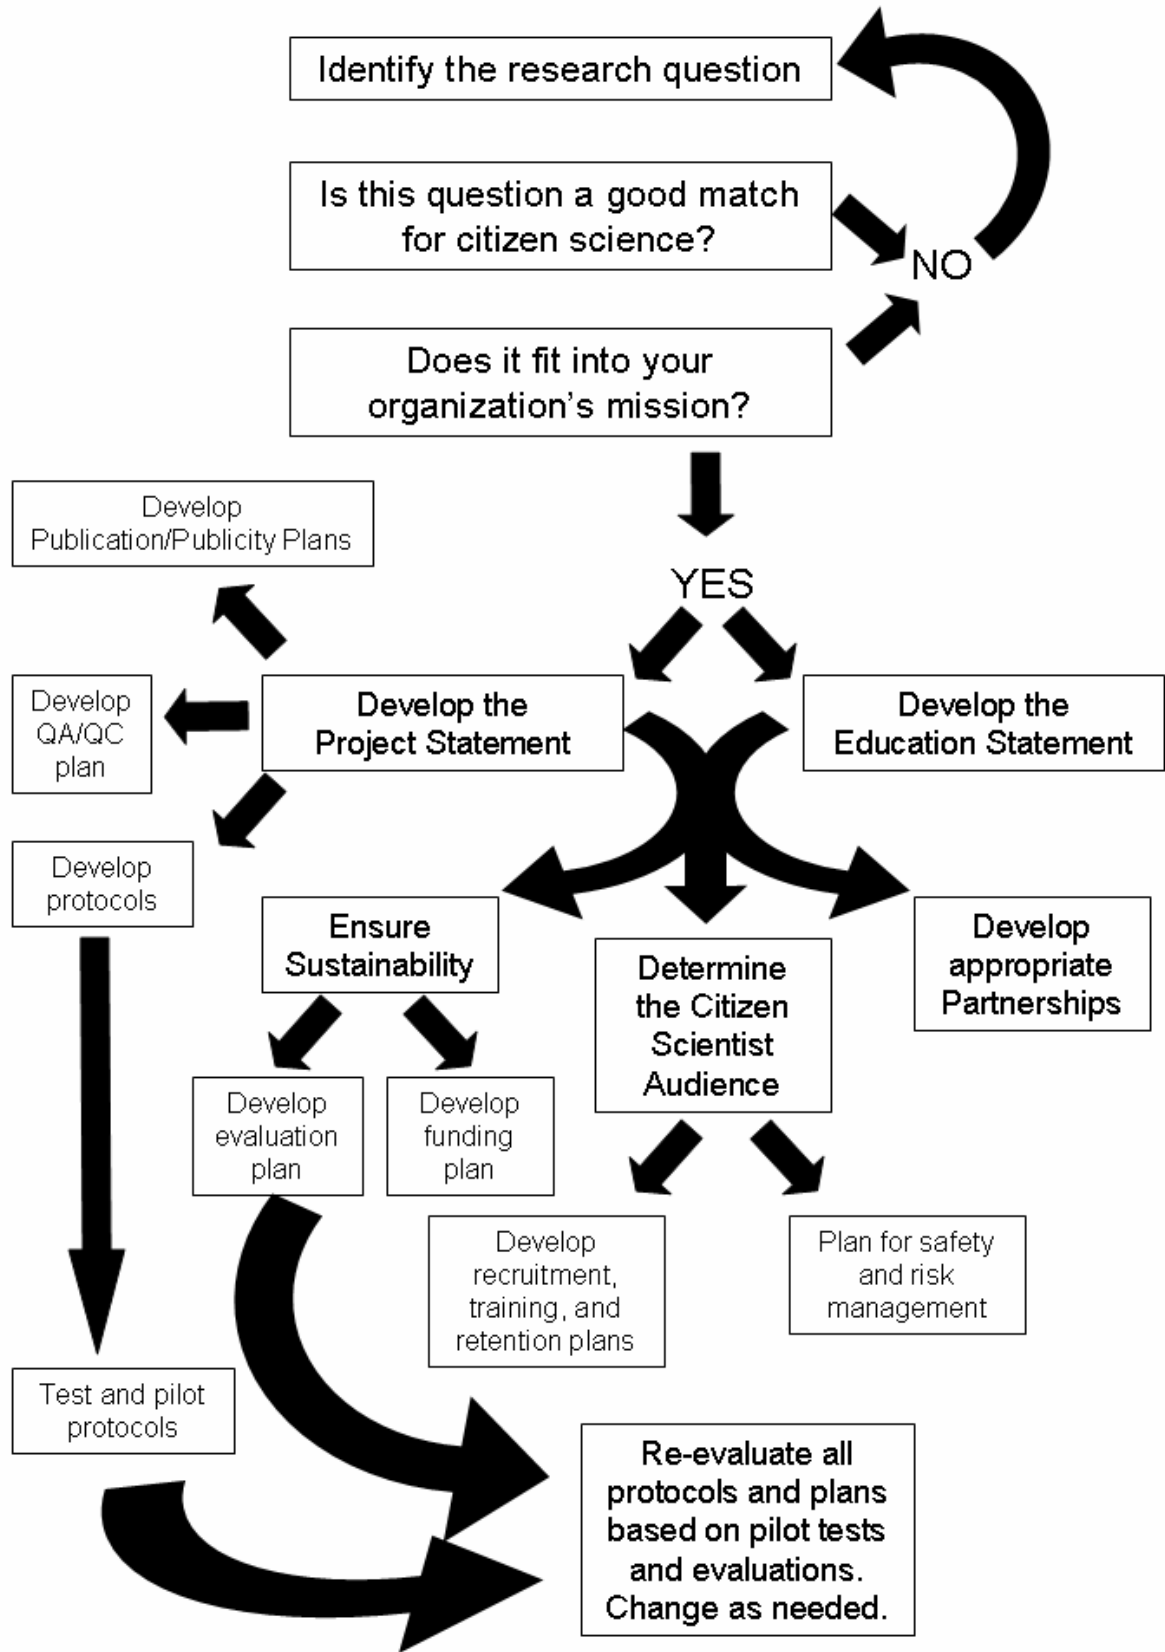 Identify the research question
Is this question a good match
for citizen science?
NO
Does it fit into your
organization's mission?
Develop
Publication/Publicity Plans
YES
Develop
QA/QC
plan
Develop the
Project Statement
Develop the
Education Statement
Develop
protocols
Ensure
Sustainability
Determine
the Citizen
Scientist
Audience
Develop
appropriate
Partnerships
Develop
evaluation
plan
Develop
funding
plan
Develop
recruitment,
training, and
retention plans
Plan for safety
and risk
management
Test and pilot
protocols
Re-evaluate all
protocols and plans
based on pilot tests
and evaluations.
Change as needed.